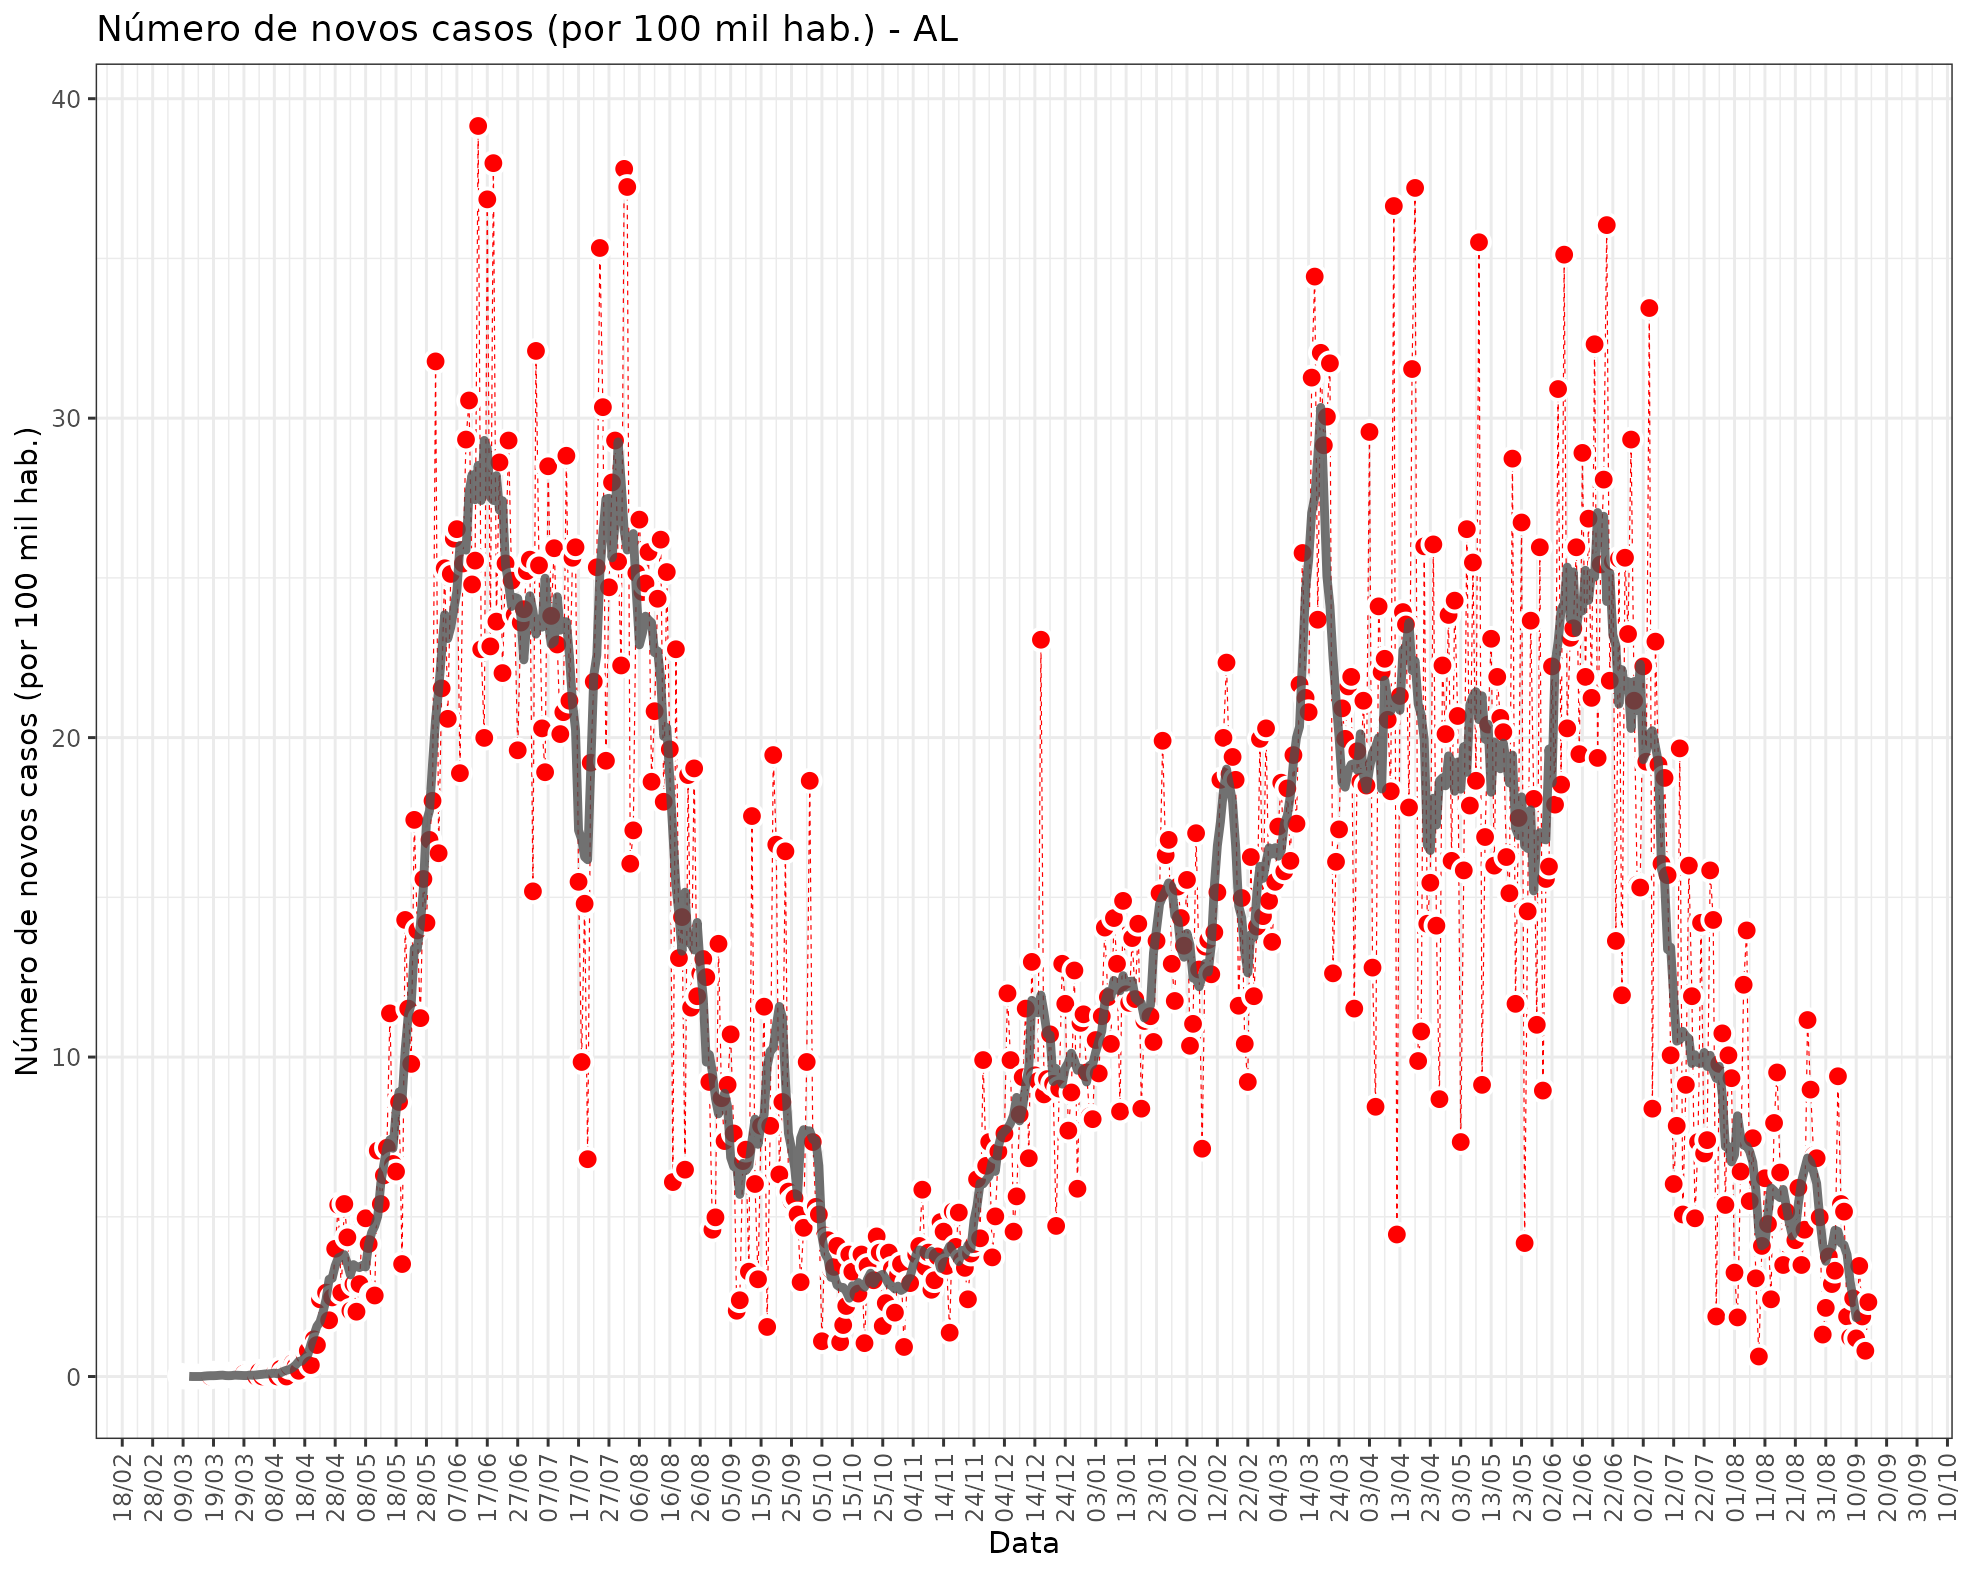 Número de novos casos (por 100 mil hab.) - AL
Número de novos casos (por 100 mil hab.)
40
30
20
10
0
18/02 28/02 09/03 19/03 29/03 08/04 18/04 28/04 08/05 18/05 28/05 07/06 17/06 27/06 07/07 17/07 27/07 06/08 16/08 26/08 05/09 15/09 25/09 05/10 15/10 25/10 04/11 14/11 24/11 04/12 14/12 24/12 03/01 13/01 23/01 02/02 12/02 22/02 04/03 14/03 24/03 03/04 13/04 23/04 03/05 13/05 23/05 02/06 12/06 22/06 02/07 12/07 22/07 01/08 11/08 21/08 31/08 10/09 20/09 30/09 10/10
Data